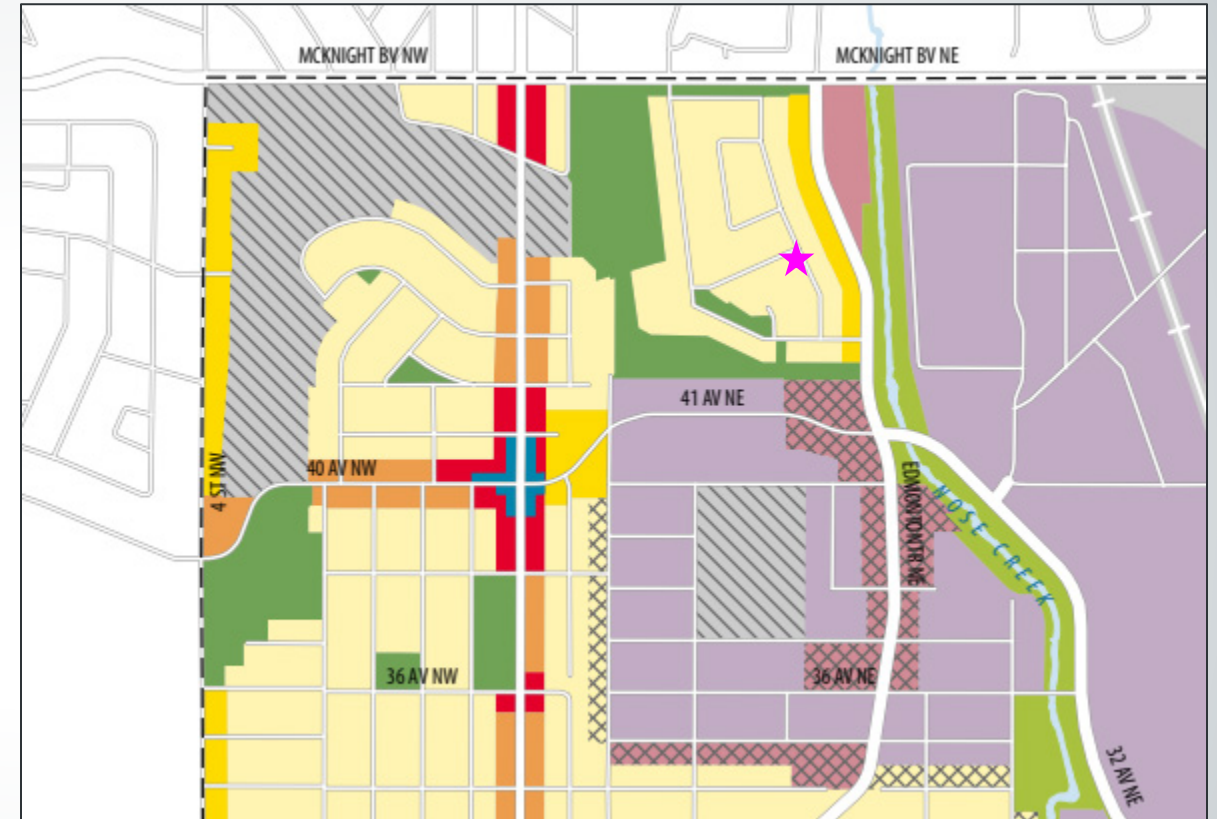 MCKNIGHT BV NW
MCKNIGHT BV NE
41 AV NE
40 AV NW
4 ST NW
EDMONTON TR NE
NOSE CREEK
36 AV NW
36 AV NE
32 AV NE